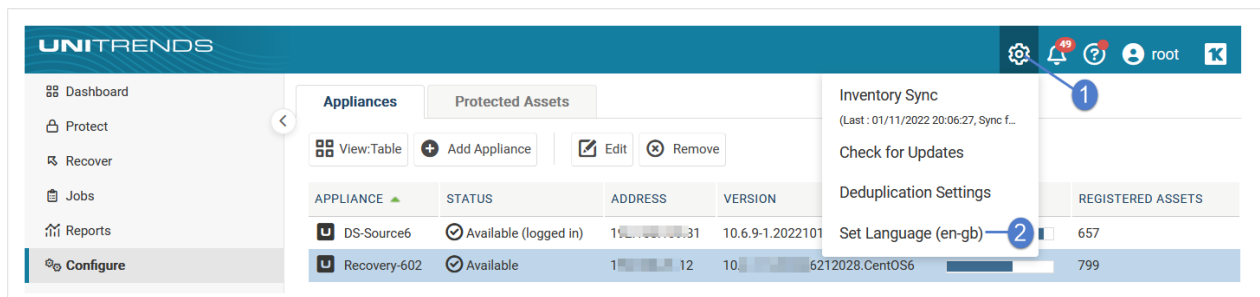 UNITRENDS
49
root
Dashboard
Protect
Recover
Jobs
Reports
Configure
Appliances
Protected Assets
View:Table
Add Appliance
Edit
Remove
Inventory Sync
(Last : 01/11/2022 20:06:27, Sync f...
Check for Updates
Deduplication Settings
Set Language (en-gb)
1
2
APPLIANCE STATUS ADDRESS VERSION REGISTERED ASSETS
DS-Source6 Available (logged in) 31 10.6.9-1.2022101 657
Recovery-602 Available 1 12 10. 6212028.CentOS6 799